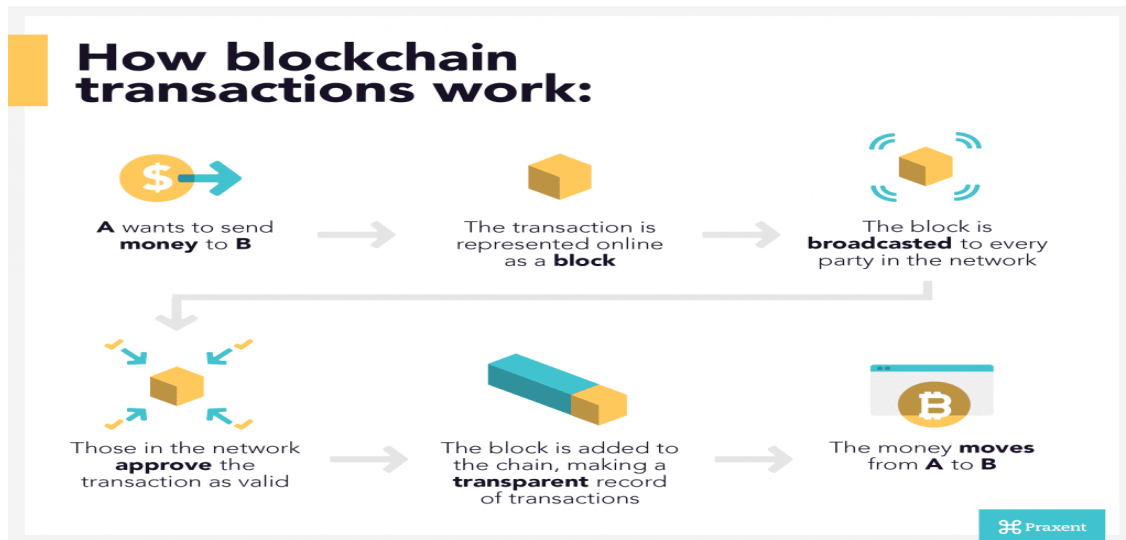 How blockchain
transactions work:
$
A wants to send
money to B
The transaction is
represented online
as a block
The block is
broadcasted to every
party in the network
Those in the network
approve the
transaction as valid
The block is added to
the chain, making a
transparent record
of transactions
₿
The money moves
from A to B
⌘ Praxent